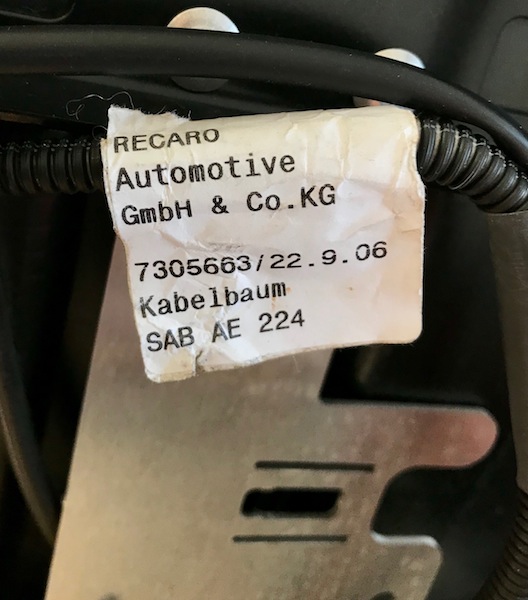 RECARO
Automotive
GmbH & Co.KG
7305663/22.9.06
Kabelbaum
SAB AE 224